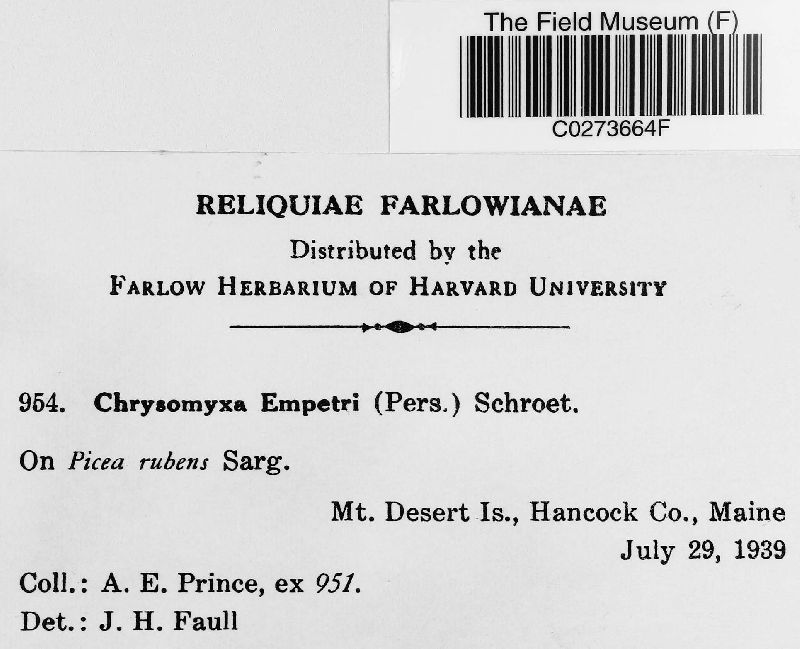 The Field Museum (F)
C0273664F
RELIQUIAE FARLOWIANAE
Distributed by the
FARLOW HERBARIUM OF HARVARD UNIVERSITY
954. Chrysomyxa Empetri (Pers.) Schroet.
On Picea rubens Sarg.
Mt. Desert Is., Hancock Co., Maine
July 29, 1939
Coll.: A. E. Prince, ex 951.
Det.: J. H. Faull